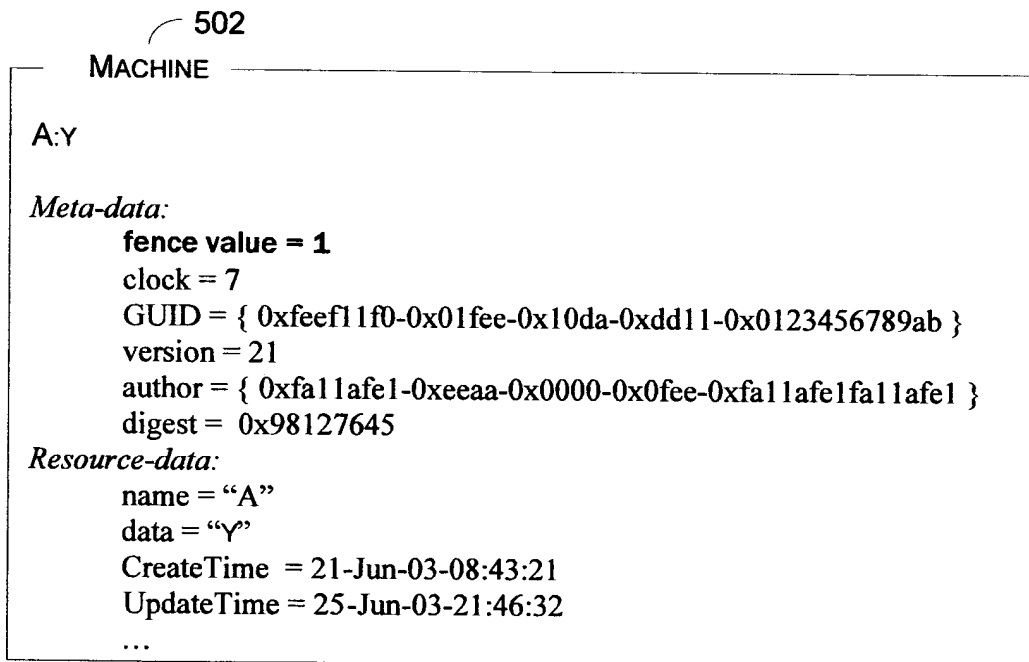 502
MACHINE
A:Y
Meta-data:
fence value = 1
clock = 7
GUID = { 0xfeef11f0-0x01fee-0x10da-0xdd11-0x0123456789ab }
version = 21
author = { 0xfa11afe1-0xeeaa-0x0000-0x0fee-0xfa11afe1fa11afe1 }
digest = 0x98127645
Resource-data:
name = “A”
data = “Y”
CreateTime = 21-Jun-03-08:43:21
UpdateTime = 25-Jun-03-21:46:32
...